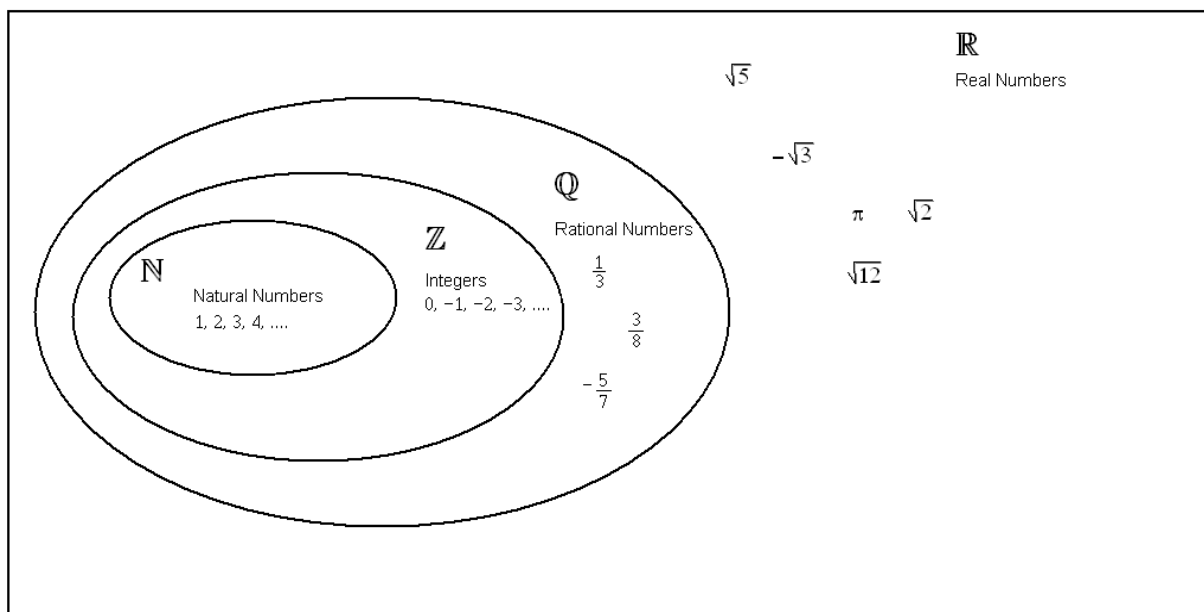 ℝ
Real Numbers
√5
−√3
π √2
√12
ℚ
Rational Numbers
1/3
3/8
−5/7
ℤ
Integers
0, −1, −2, −3, ....
ℕ
Natural Numbers
1, 2, 3, 4, ....